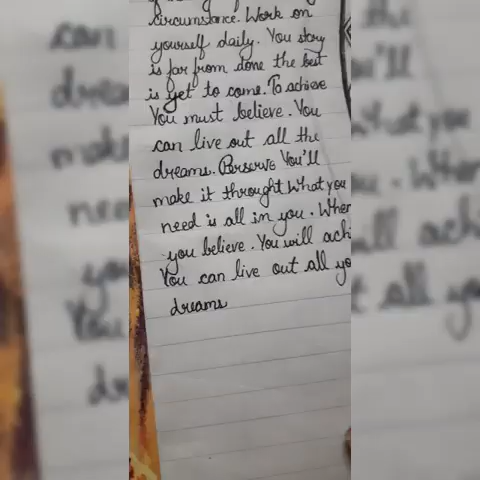 circumstance. Work on
yourself daily. You story
is far from done the best
is yet to come. To achieve
You must believe. You
can live out all the
dreams. Perserve You'll
make it throught What you
need is all in you. When
you believe. You will achi
You can live out all yo
dreams